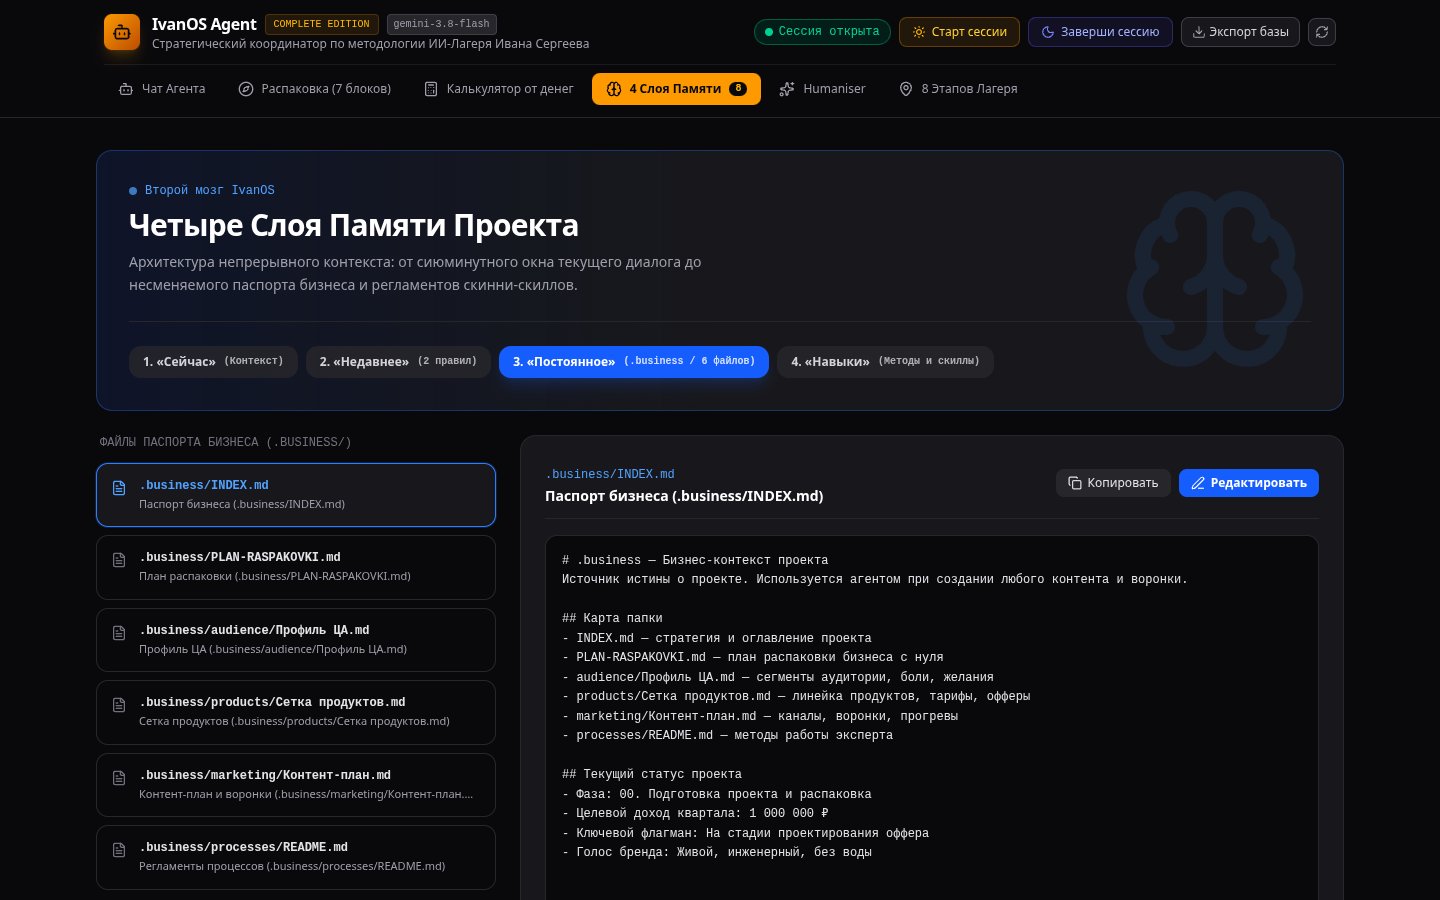 IvanOS Agent COMPLETE EDITION gemini-3.8-flash
Стратегический координатор по методологии ИИ-Лагеря Ивана Сергеева
Сессия открыта Старт сессии Заверши сессию Экспорт базы
Чат Агента Распаковка (7 блоков) Калькулятор от денег 4 Слоя Памяти 8 Humaniser 8 Этапов Лагеря
Второй мозг IvanOS
Четыре Слоя Памяти Проекта
Архитектура непрерывного контекста: от сиюминутного окна текущего диалога до
несменяемого паспорта бизнеса и регламентов скинни-скиллов.
1. «Сейчас» (Контекст) 2. «Недавнее» (2 правил) 3. «Постоянное» (.business / 6 файлов) 4. «Навыки» (Методы и скиллы)
ФАЙЛЫ ПАСПОРТА БИЗНЕСА (.BUSINESS/)
.business/INDEX.md
Паспорт бизнеса (.business/INDEX.md)
.business/PLAN-RASPAKOVKI.md
План распаковки (.business/PLAN-RASPAKOVKI.md)
.business/audience/Профиль ЦА.md
Профиль ЦА (.business/audience/Профиль ЦА.md)
.business/products/Сетка продуктов.md
Сетка продуктов (.business/products/Сетка продуктов.md)
.business/marketing/Контент-план.md
Контент-план и воронки (.business/marketing/Контент-план....
.business/processes/README.md
Регламенты процессов (.business/processes/README.md)
.business/INDEX.md
Паспорт бизнеса (.business/INDEX.md)
Копировать Редактировать
# .business — Бизнес-контекст проекта
Источник истины о проекте. Используется агентом при создании любого контента и воронки.
## Карта папки
- INDEX.md — стратегия и оглавление проекта
- PLAN-RASPAKOVKI.md — план распаковки бизнеса с нуля
- audience/Профиль ЦА.md — сегменты аудитории, боли, желания
- products/Сетка продуктов.md — линейка продуктов, тарифы, офферы
- marketing/Контент-план.md — каналы, воронки, прогревы
- processes/README.md — методы работы эксперта
## Текущий статус проекта
- Фаза: 00. Подготовка проекта и распаковка
- Целевой доход квартала: 1 000 000 ₽
- Ключевой флагман: На стадии проектирования оффера
- Голос бренда: Живой, инженерный, без воды